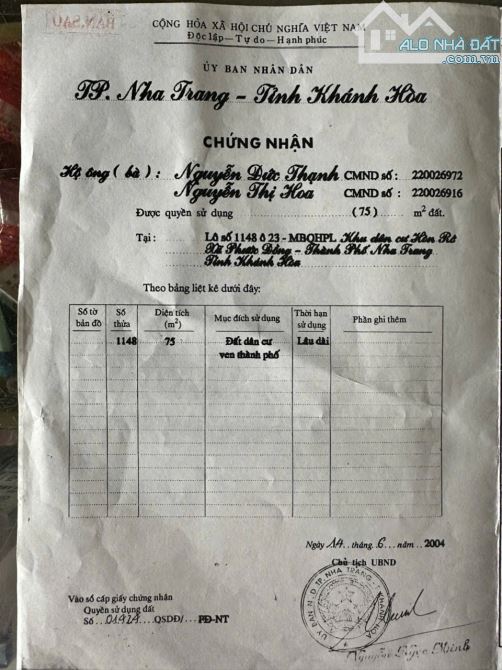 BẢN SAO
CỘNG HÒA XÃ HỘI CHỦ NGHĨA VIỆT NAM
Độc lập - Tự do - Hạnh phúc
ALO NHÀ ĐẤT
.com.vn
ỦY BAN NHÂN DÂN
TP. Nha Trang - Tỉnh Khánh Hòa
CHỨNG NHẬN
Hộ ông ( bà ) : Nguyễn Đức Thạnh CMND số : 220026972
Nguyễn Thị Hoa CMND số : 220026916
Được quyền sử dụng (75) m² đất.
Tại : Lô số 1148 ô 23 - MBQHPL Khu dân cư Hòn Rớ
Xã Phước Đồng - Thành Phố Nha Trang
Tỉnh Khánh Hòa
Theo bảng liệt kê dưới đây:
Số tờ bản đồ Số thửa Diện tích (m²) Mục đích sử dụng Thời hạn sử dụng Phần ghi thêm
1148 75 Đất dân cư Lâu dài
ven thành phố
Ngày 14 tháng 6 năm 2004
Chủ tịch UBND
Vào sổ cấp giấy chứng nhận
Quyền sử dụng đất
Số 01924 QSDĐ/ PĐ-NT
U Y B A N N . D TP. NHA TRANG
KHÁNH HÒA